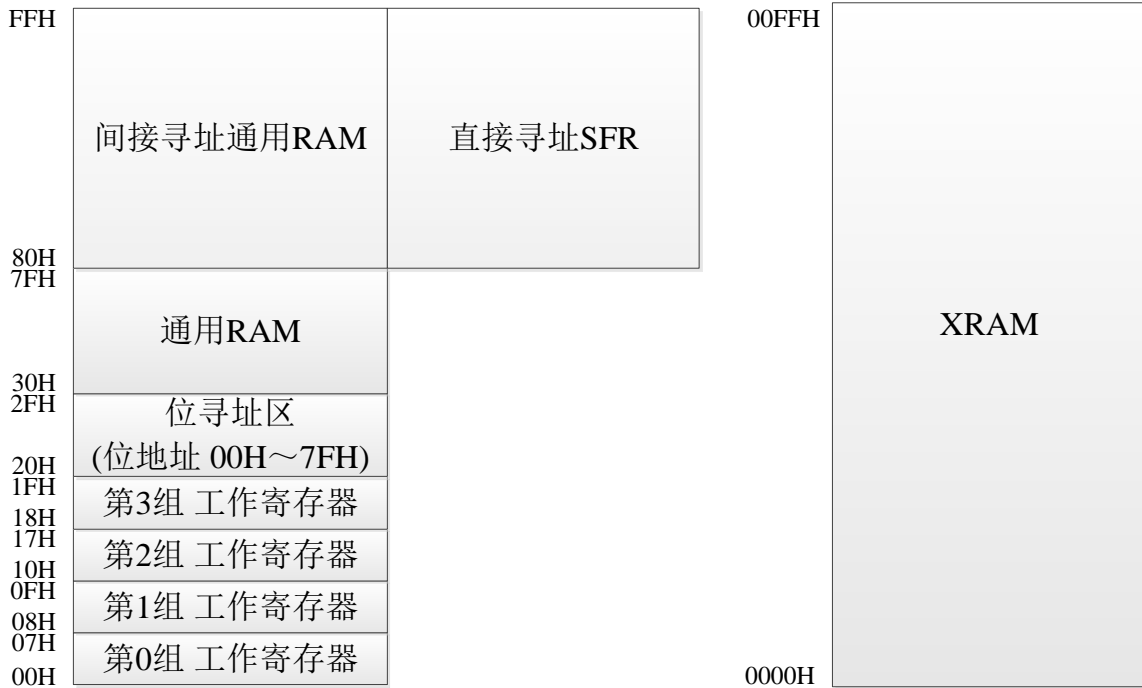 FFH
间接寻址通用RAM
直接寻址SFR
80H
7FH
通用RAM
30H
2FH
位寻址区
(位地址 00H～7FH)
20H
1FH
第3组 工作寄存器
18H
17H
第2组 工作寄存器
10H
0FH
第1组 工作寄存器
08H
07H
第0组 工作寄存器
00H
00FFH
XRAM
0000H